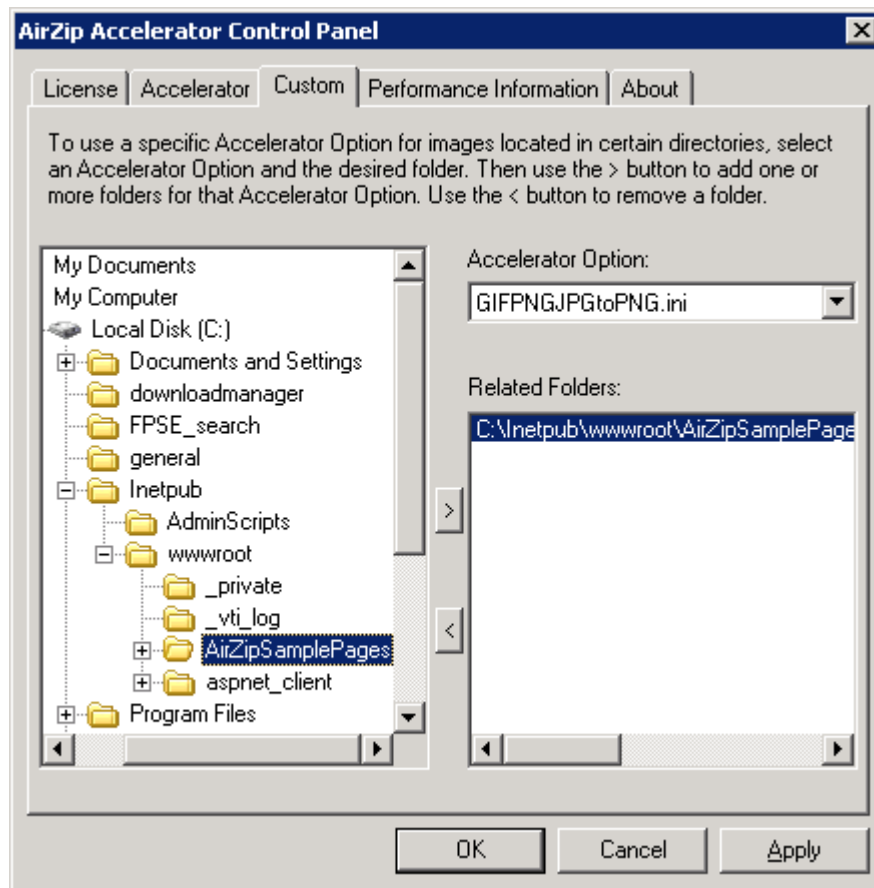 AirZip Accelerator Control Panel
License Accelerator Custom Performance Information About
To use a specific Accelerator Option for images located in certain directories, select
an Accelerator Option and the desired folder. Then use the > button to add one or
more folders for that Accelerator Option. Use the < button to remove a folder.
My Documents
My Computer
Local Disk (C:)
Documents and Settings
downloadmanager
FPSE_search
general
Inetpub
AdminScripts
wwwroot
_private
_vti_log
AirZipSamplePages
aspnet_client
Program Files
>
<
Accelerator Option:
GIFPNGJPGtoPNG.ini
Related Folders:
C:\Inetpub\wwwroot\AirZipSamplePage
OK Cancel Apply